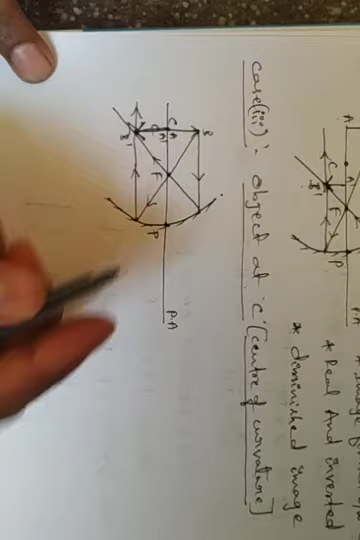 * Real And inverted
* diminished image
case(iii):- object at 'C' [centre of curvature]
B
A
C
A'
B'
F
P
P.A
A
C
B'
F
P